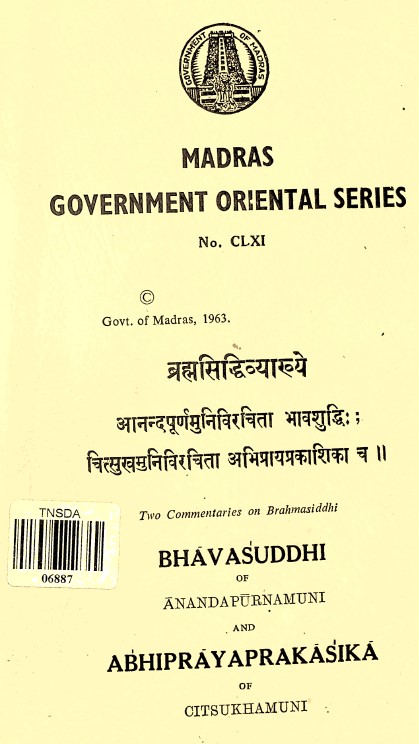 GOVERNMENT OF MADRAS
MADRAS
GOVERNMENT ORIENTAL SERIES
No. CLXI
©
Govt. of Madras, 1963.
ब्रह्मसिद्धिव्याख्ये
आनन्दपूर्णमुनिविरचिता भावशुद्धिः ;
चित्सुखमुनिविरचिता अभिप्रायप्रकाशिका च ॥
TNSDA
06887
Two Commentaries on Brahmasiddhi
BHĀVAŚUDDHI
OF
ĀNANDAPŪRNAMUNI
AND
ABHIPRĀYAPRAKĀŚIKĀ
OF
CITSUKHAMUNI